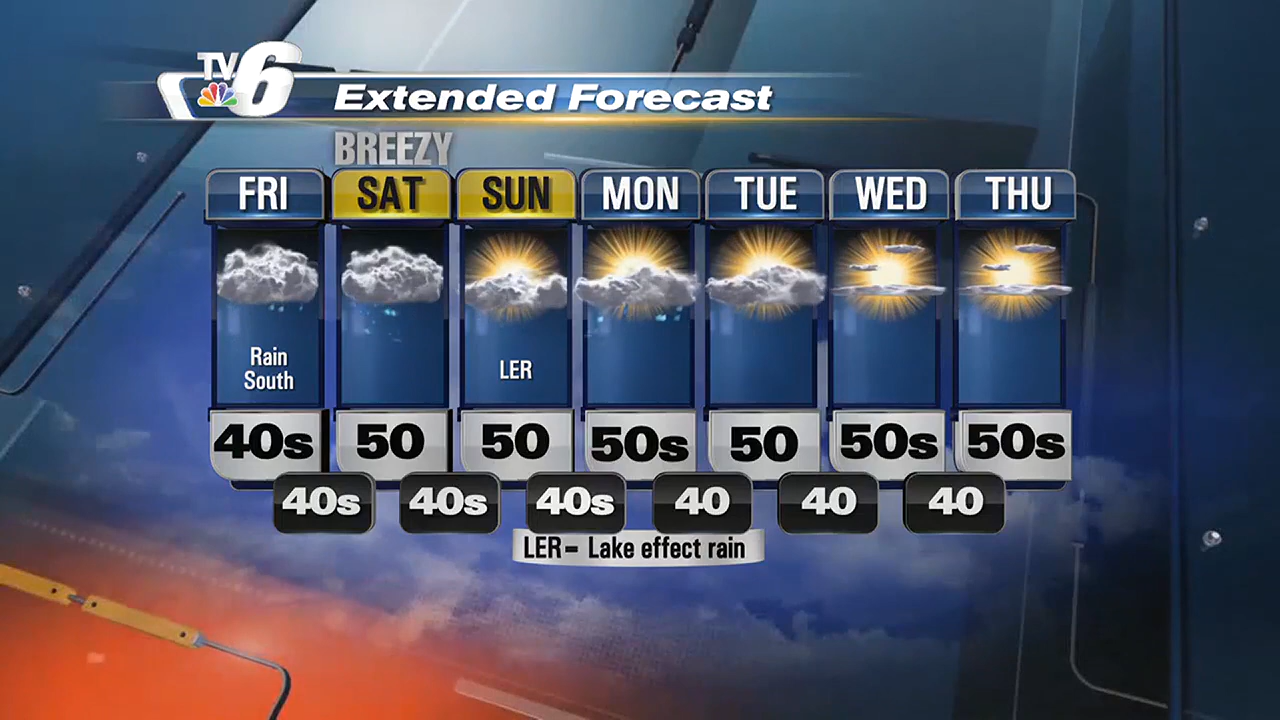 TV6
Extended Forecast
BREEZY
FRI SAT SUN MON TUE WED THU
Rain
South
LER
40s 50 50 50s 50 50s 50s
40s 40s 40s 40 40 40
LER= Lake effect rain